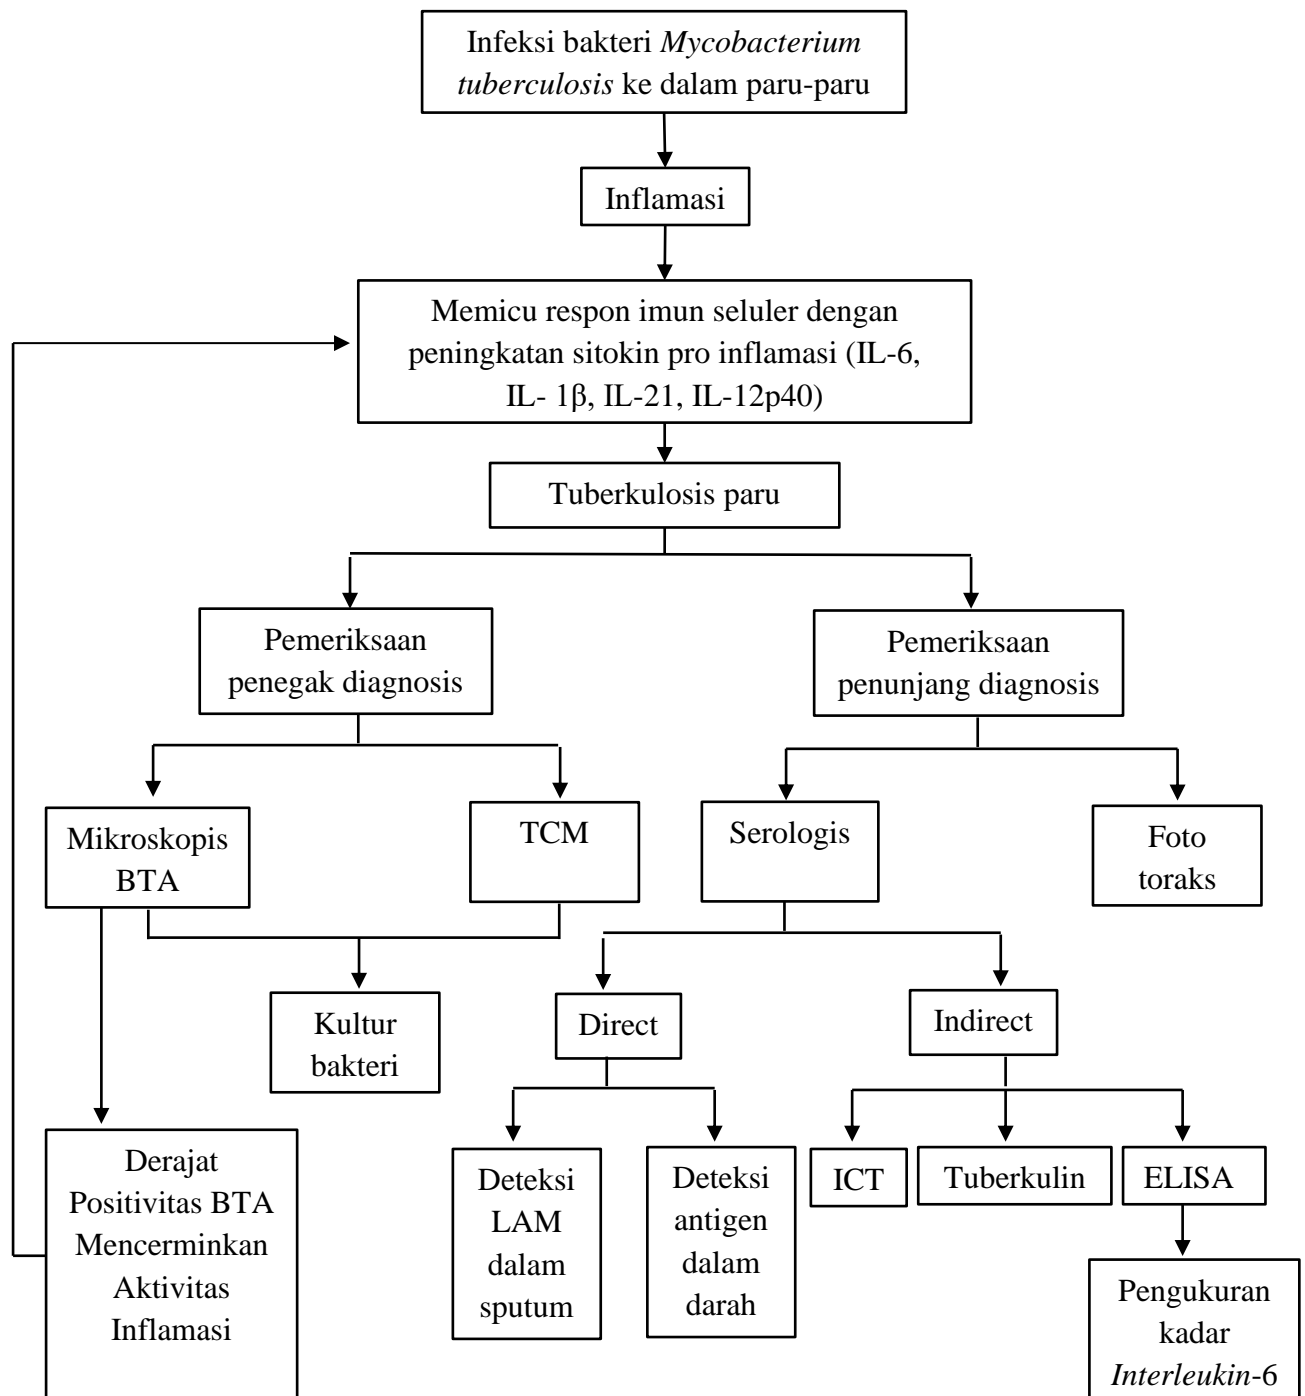 Infeksi bakteri Mycobacterium
tuberculosis ke dalam paru-paru
Inflamasi
Memicu respon imun seluler dengan
peningkatan sitokin pro inflamasi (IL-6,
IL- 1β, IL-21, IL-12p40)
Tuberkulosis paru
Pemeriksaan
penegak diagnosis
Pemeriksaan
penunjang diagnosis
Mikroskopis
BTA
TCM
Serologis
Foto
toraks
Kultur
bakteri
Direct
Indirect
Derajat
Positivitas BTA
Mencerminkan
Aktivitas
Inflamasi
Deteksi
LAM
dalam
sputum
Deteksi
antigen
dalam
darah
ICT
Tuberkulin
ELISA
Pengukuran
kadar
Interleukin-6